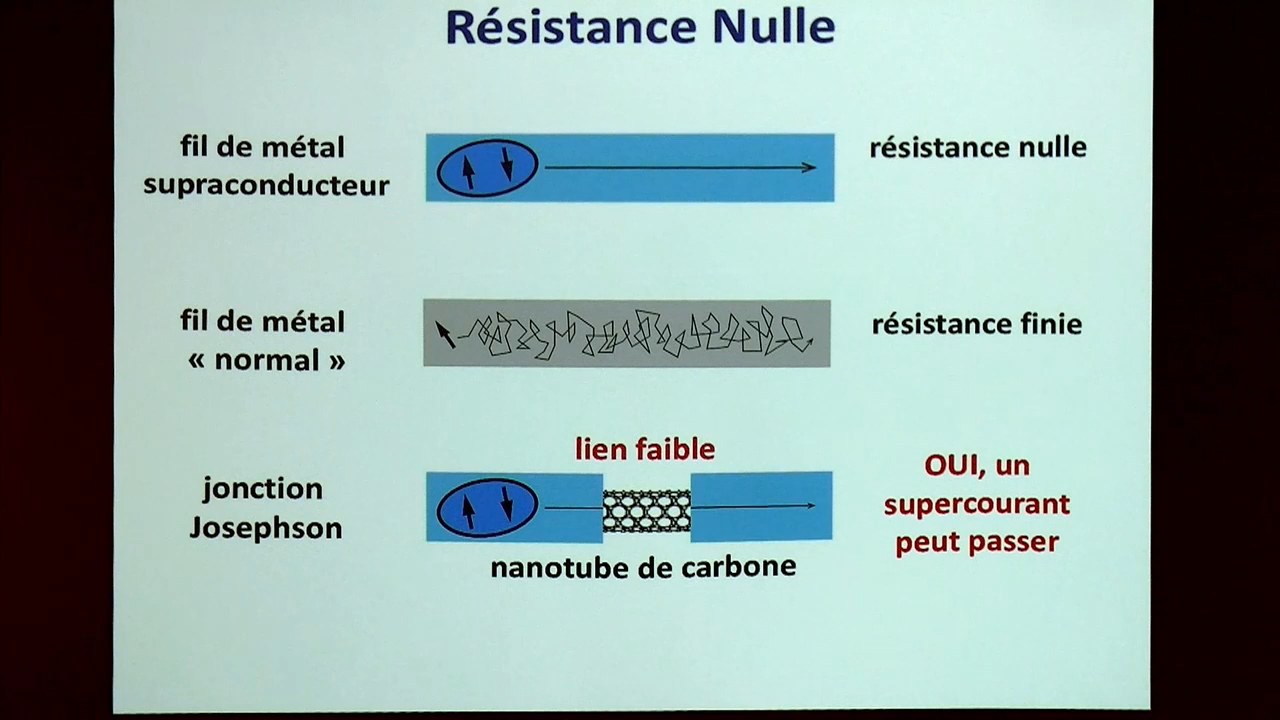 Résistance Nulle
fil de métal
supraconducteur
résistance nulle
fil de métal
« normal »
résistance finie
lien faible
jonction
Josephson
OUI, un
supercourant
peut passer
nanotube de carbone